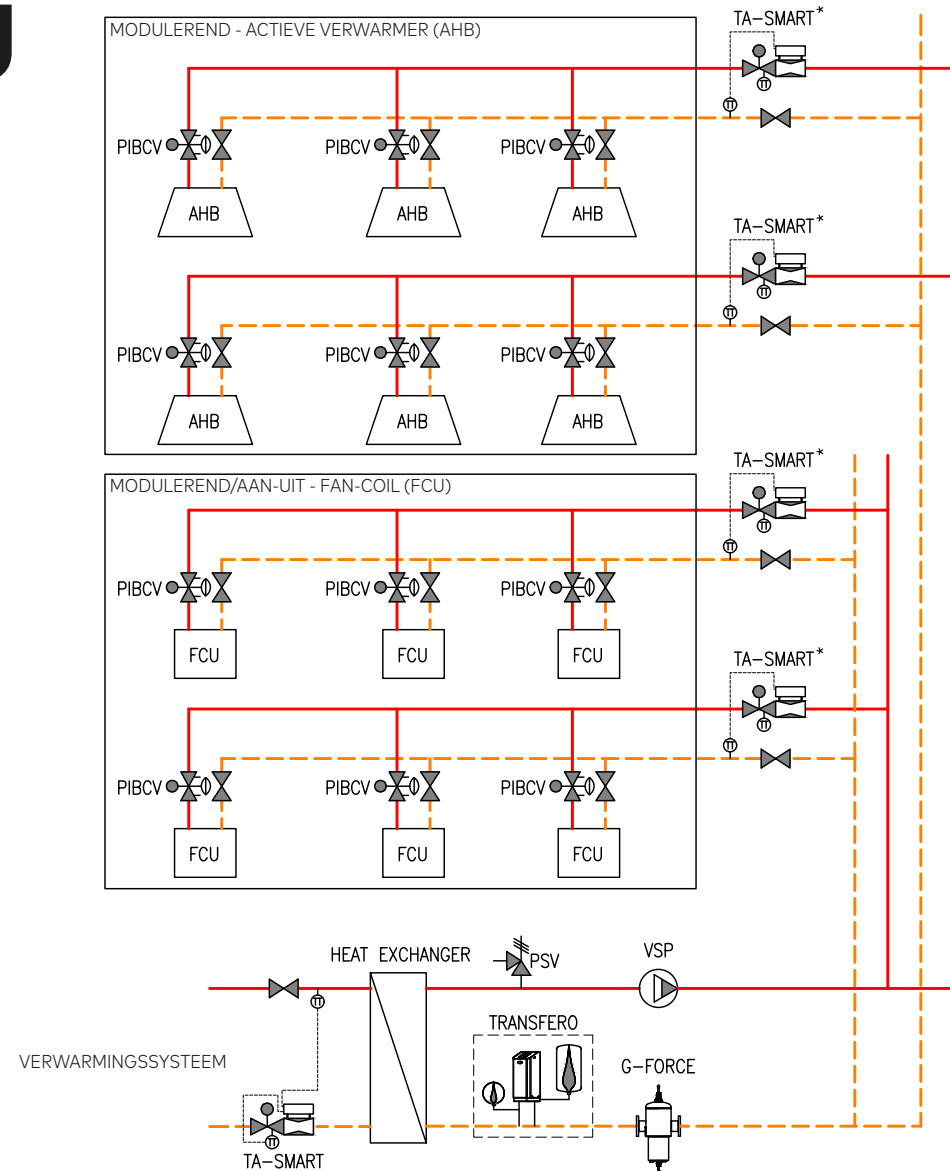 MODULEREND - ACTIEVE VERWARMER (AHB)
TA-SMART*
PIBCV PIBCV PIBCV
AHB AHB AHB
TA-SMART*
PIBCV PIBCV PIBCV
AHB AHB AHB
TA-SMART*
MODULEREND/AAN-UIT - FAN-COIL (FCU)
PIBCV PIBCV PIBCV
FCU FCU FCU
TA-SMART*
PIBCV PIBCV PIBCV
FCU FCU FCU
HEAT EXCHANGER PSV VSP
TRANSFERO
VERWARMINGSSYSTEEM
G-FORCE
TA-SMART